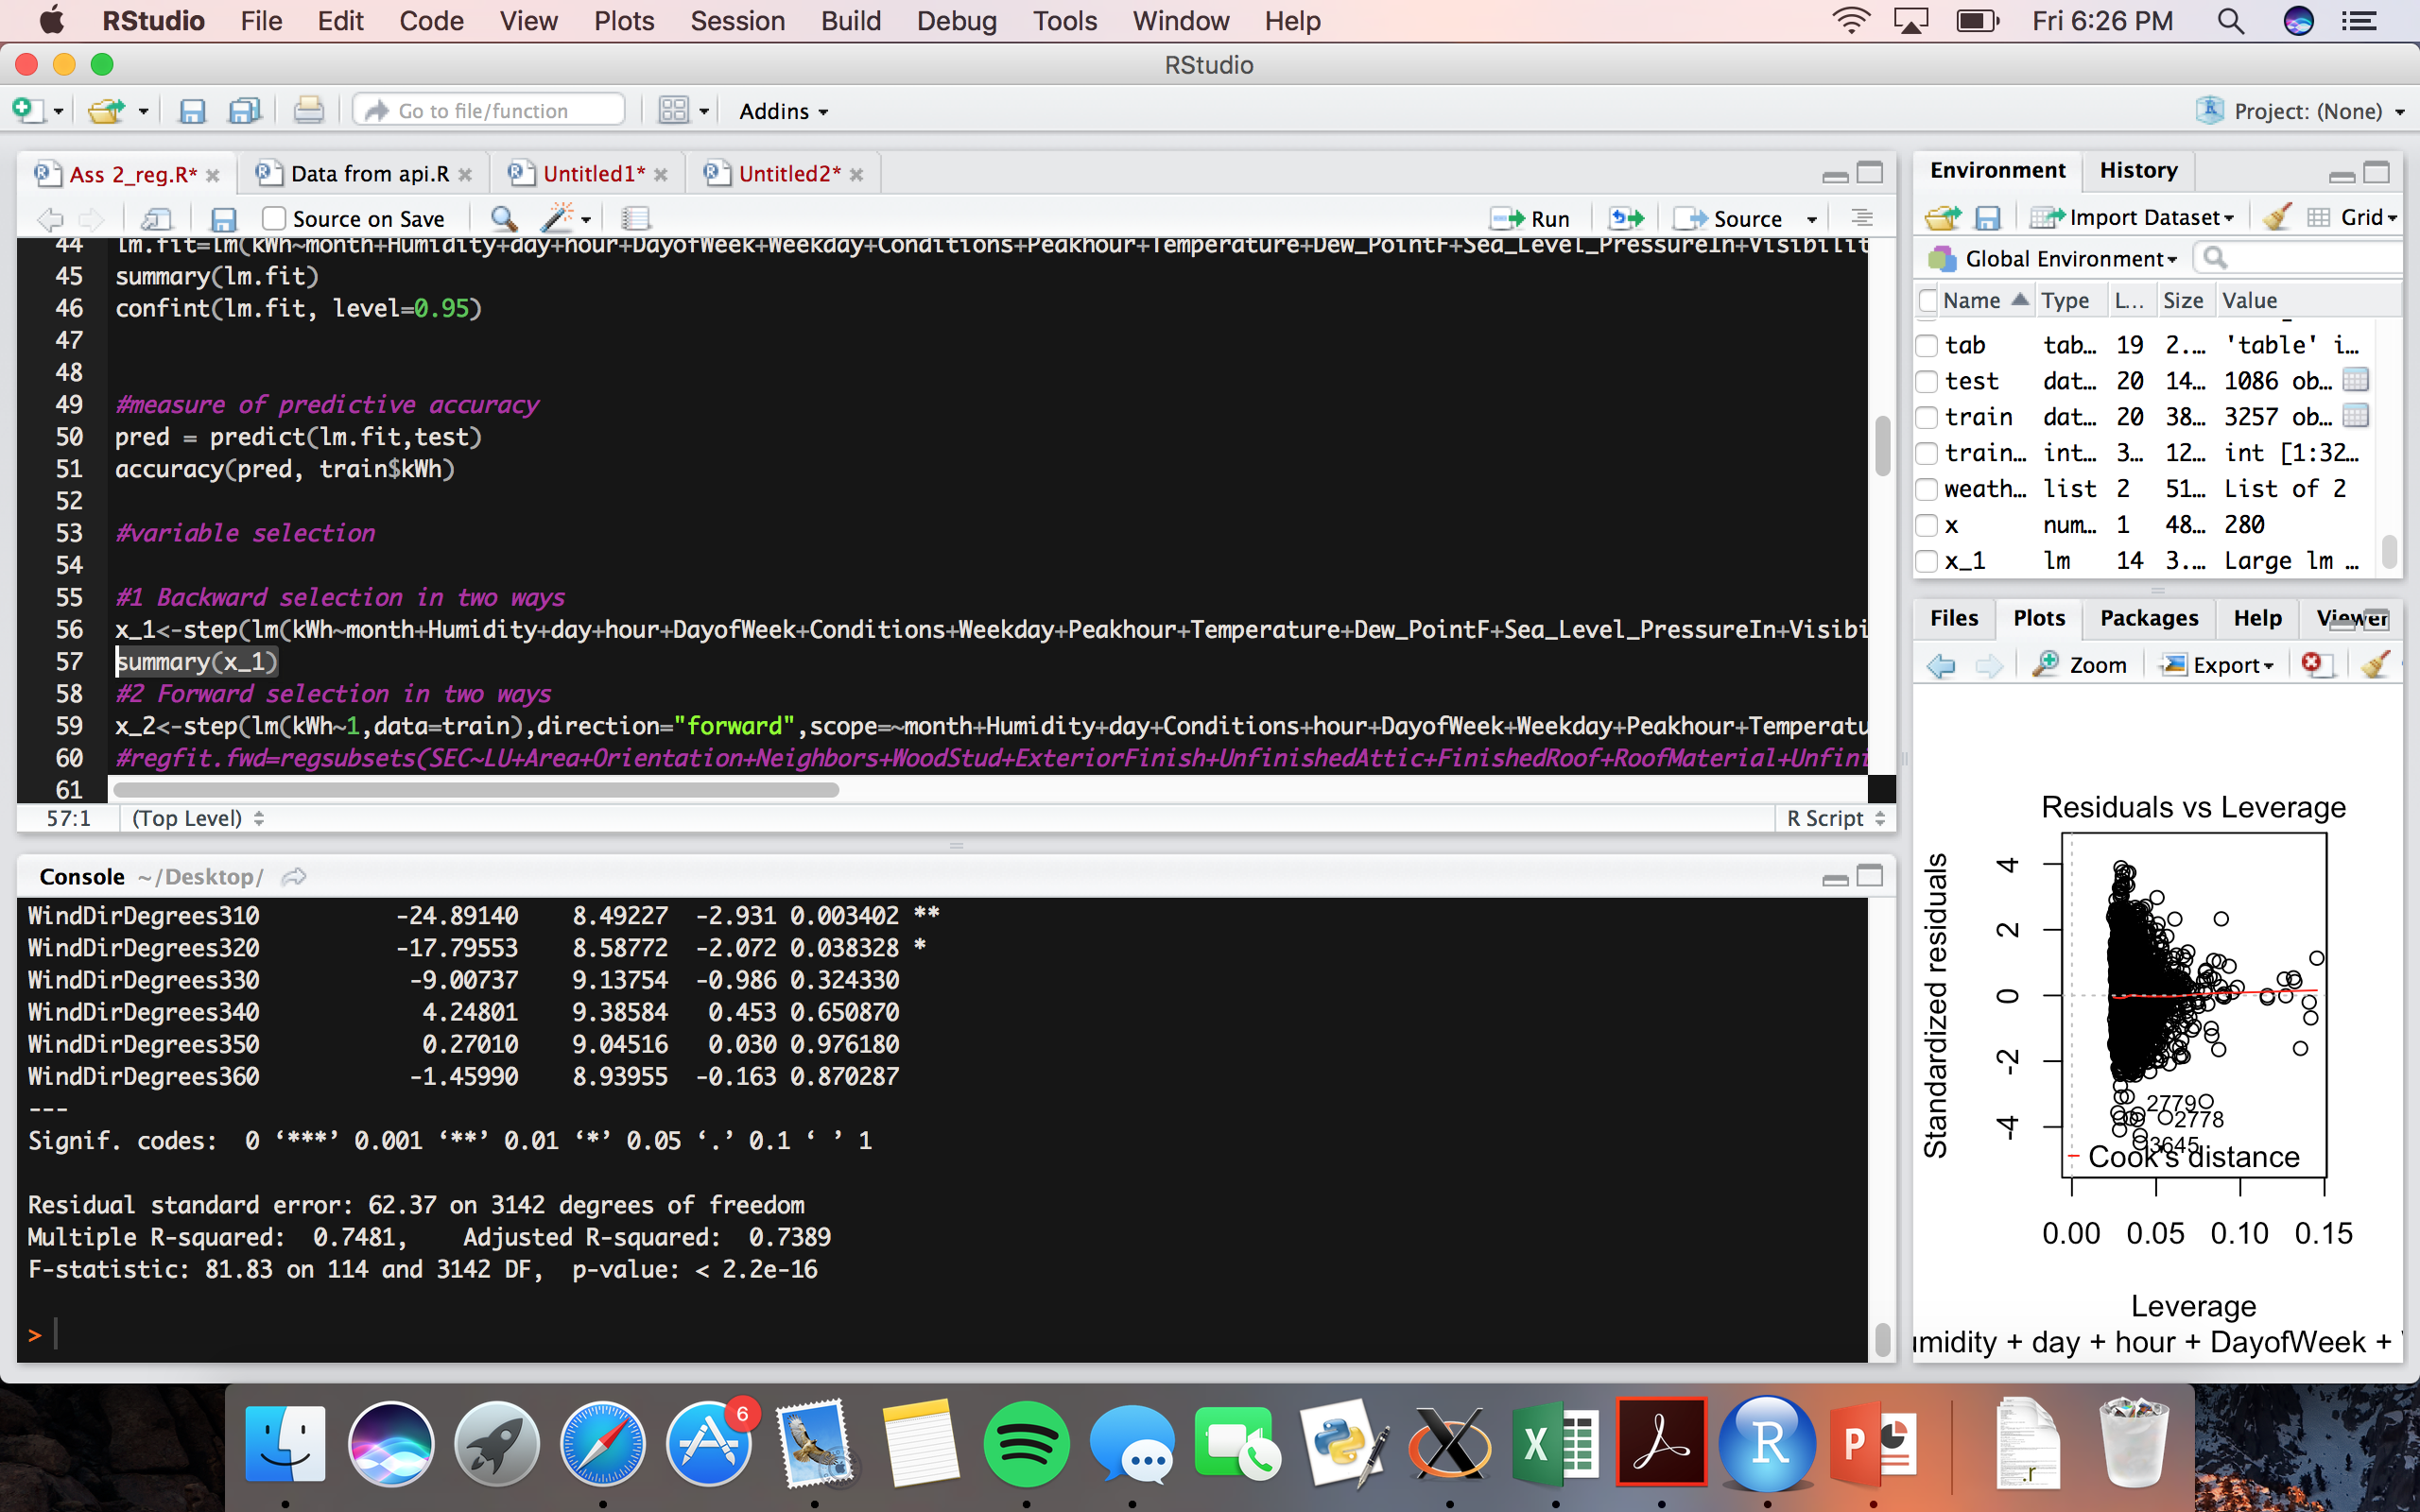 RStudio File Edit Code View Plots Session Build Debug Tools Window Help Fri 6:26 PM
RStudio
Go to file/function Addins Project: (None)
Ass 2_reg.R* Data from api.R Untitled1* Untitled2*
Source on Save Run Source
44 lm.fit=lm(kWh~month+Humidity+day+hour+DayofWeek+Weekday+Conditions+Peakhour+Temperature+Dew_PointF+Sea_Level_PressureIn+Visibilit
45 summary(lm.fit)
46 confint(lm.fit, level=0.95)
47
48
49 #measure of predictive accuracy
50 pred = predict(lm.fit,test)
51 accuracy(pred, train$kWh)
52
53 #variable selection
54
55 #1 Backward selection in two ways
56 x_1<-step(lm(kWh~month+Humidity+day+hour+DayofWeek+Conditions+Weekday+Peakhour+Temperature+Dew_PointF+Sea_Level_PressureIn+Visibi
57 summary(x_1)
58 #2 Forward selection in two ways
59 x_2<-step(lm(kWh~1,data=train),direction="forward",scope=~month+Humidity+day+Conditions+hour+DayofWeek+Weekday+Peakhour+Temperatu
60 #regfit.fwd=regsubsets(SEC~LU+Area+Orientation+Neighbors+WoodStud+ExteriorFinish+UnfinishedAttic+FinishedRoof+RoofMaterial+Unfini
61
57:1 (Top Level) R Script
Console ~/Desktop/
WindDirDegrees310 -24.89140 8.49227 -2.931 0.003402 **
WindDirDegrees320 -17.79553 8.58772 -2.072 0.038328 *
WindDirDegrees330 -9.00737 9.13754 -0.986 0.324330
WindDirDegrees340 4.24801 9.38584 0.453 0.650870
WindDirDegrees350 0.27010 9.04516 0.030 0.976180
WindDirDegrees360 -1.45990 8.93955 -0.163 0.870287
---
Signif. codes: 0 ‘***’ 0.001 ‘**’ 0.01 ‘*’ 0.05 ‘.’ 0.1 ‘ ’ 1
Residual standard error: 62.37 on 3142 degrees of freedom
Multiple R-squared: 0.7481, Adjusted R-squared: 0.7389
F-statistic: 81.83 on 114 and 3142 DF, p-value: < 2.2e-16
>
Environment History
Import Dataset Grid
Global Environment
Name Type L... Size Value
tab tab… 19 2.… 'table' i…
test dat… 20 14… 1086 ob…
train dat… 20 38… 3257 ob…
train… int… 3… 12… int [1:32…
weath… list 2 51… List of 2
x num… 1 48… 280
x_1 lm 14 3.… Large lm …
Files Plots Packages Help Viewer
Zoom Export
Residuals vs Leverage
Standardized residuals
4
2
0
-2
-4
2779
2778
3645
Cook's distance
0.00 0.05 0.10 0.15
Leverage
umidity + day + hour + DayofWeek +
6
X
R
P
.r